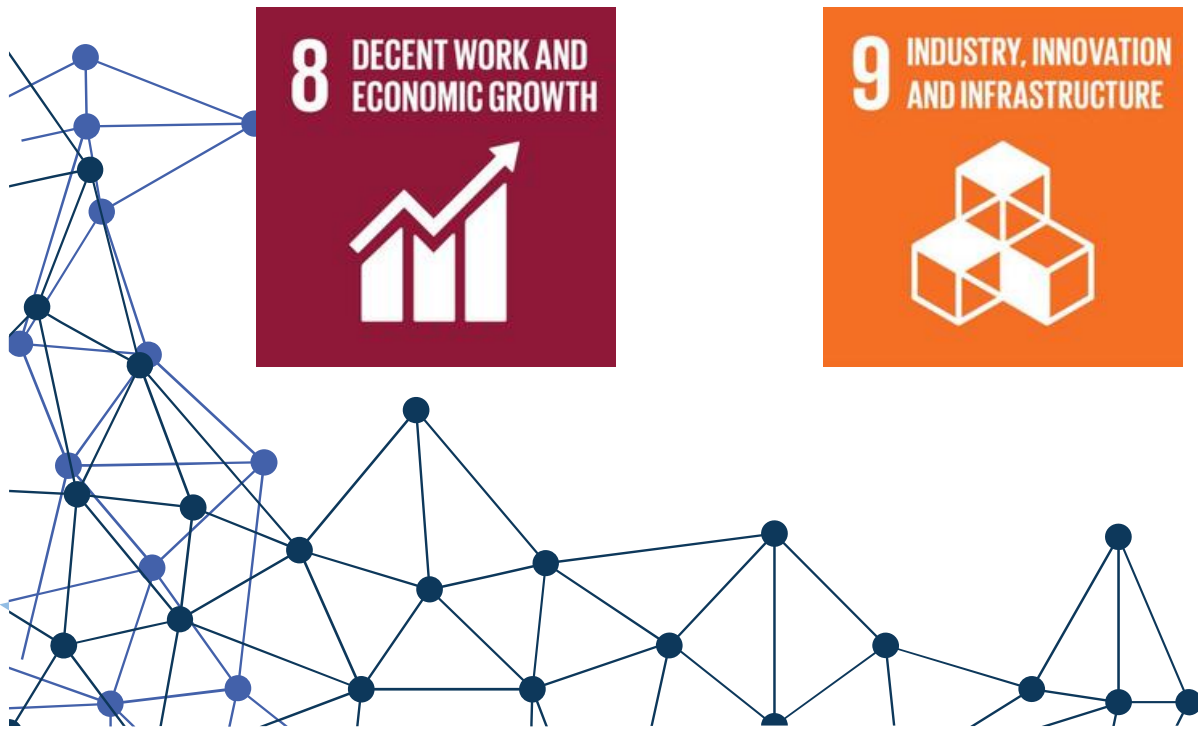 8 DECENT WORK AND
ECONOMIC GROWTH
9 INDUSTRY, INNOVATION
AND INFRASTRUCTURE